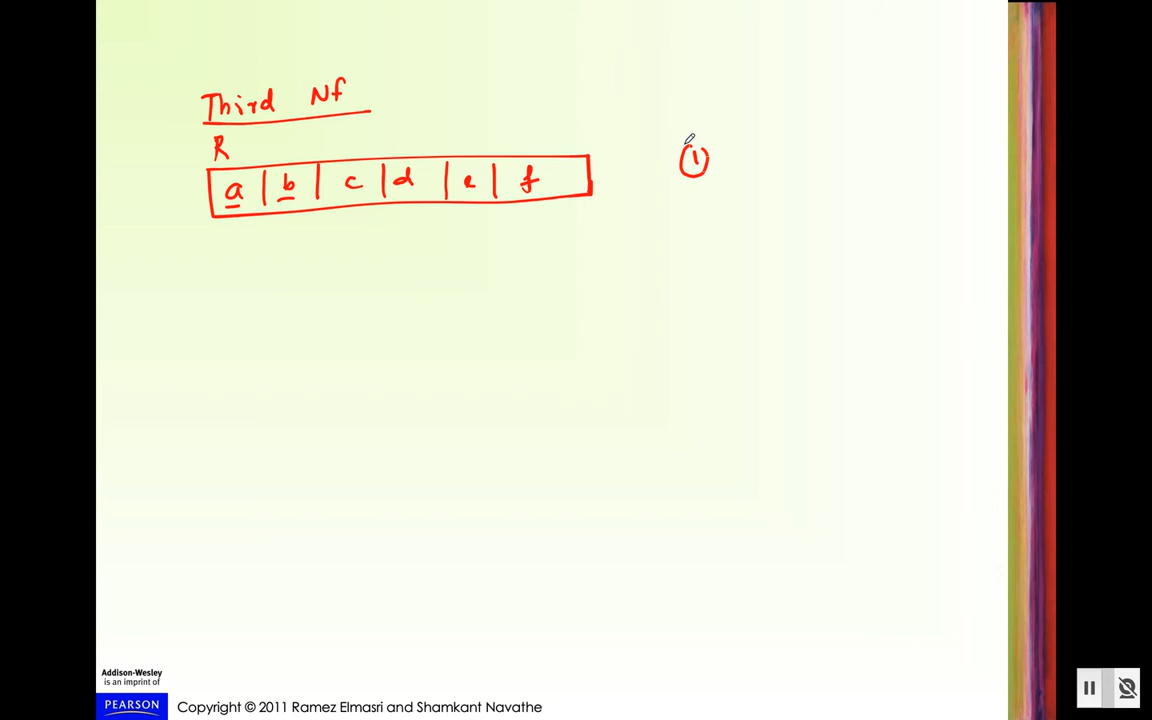 Third Nf
R
1
a b c d e f
Addison-Wesley
is an imprint of
PEARSON
Copyright © 2011 Ramez Elmasri and Shamkant Navathe